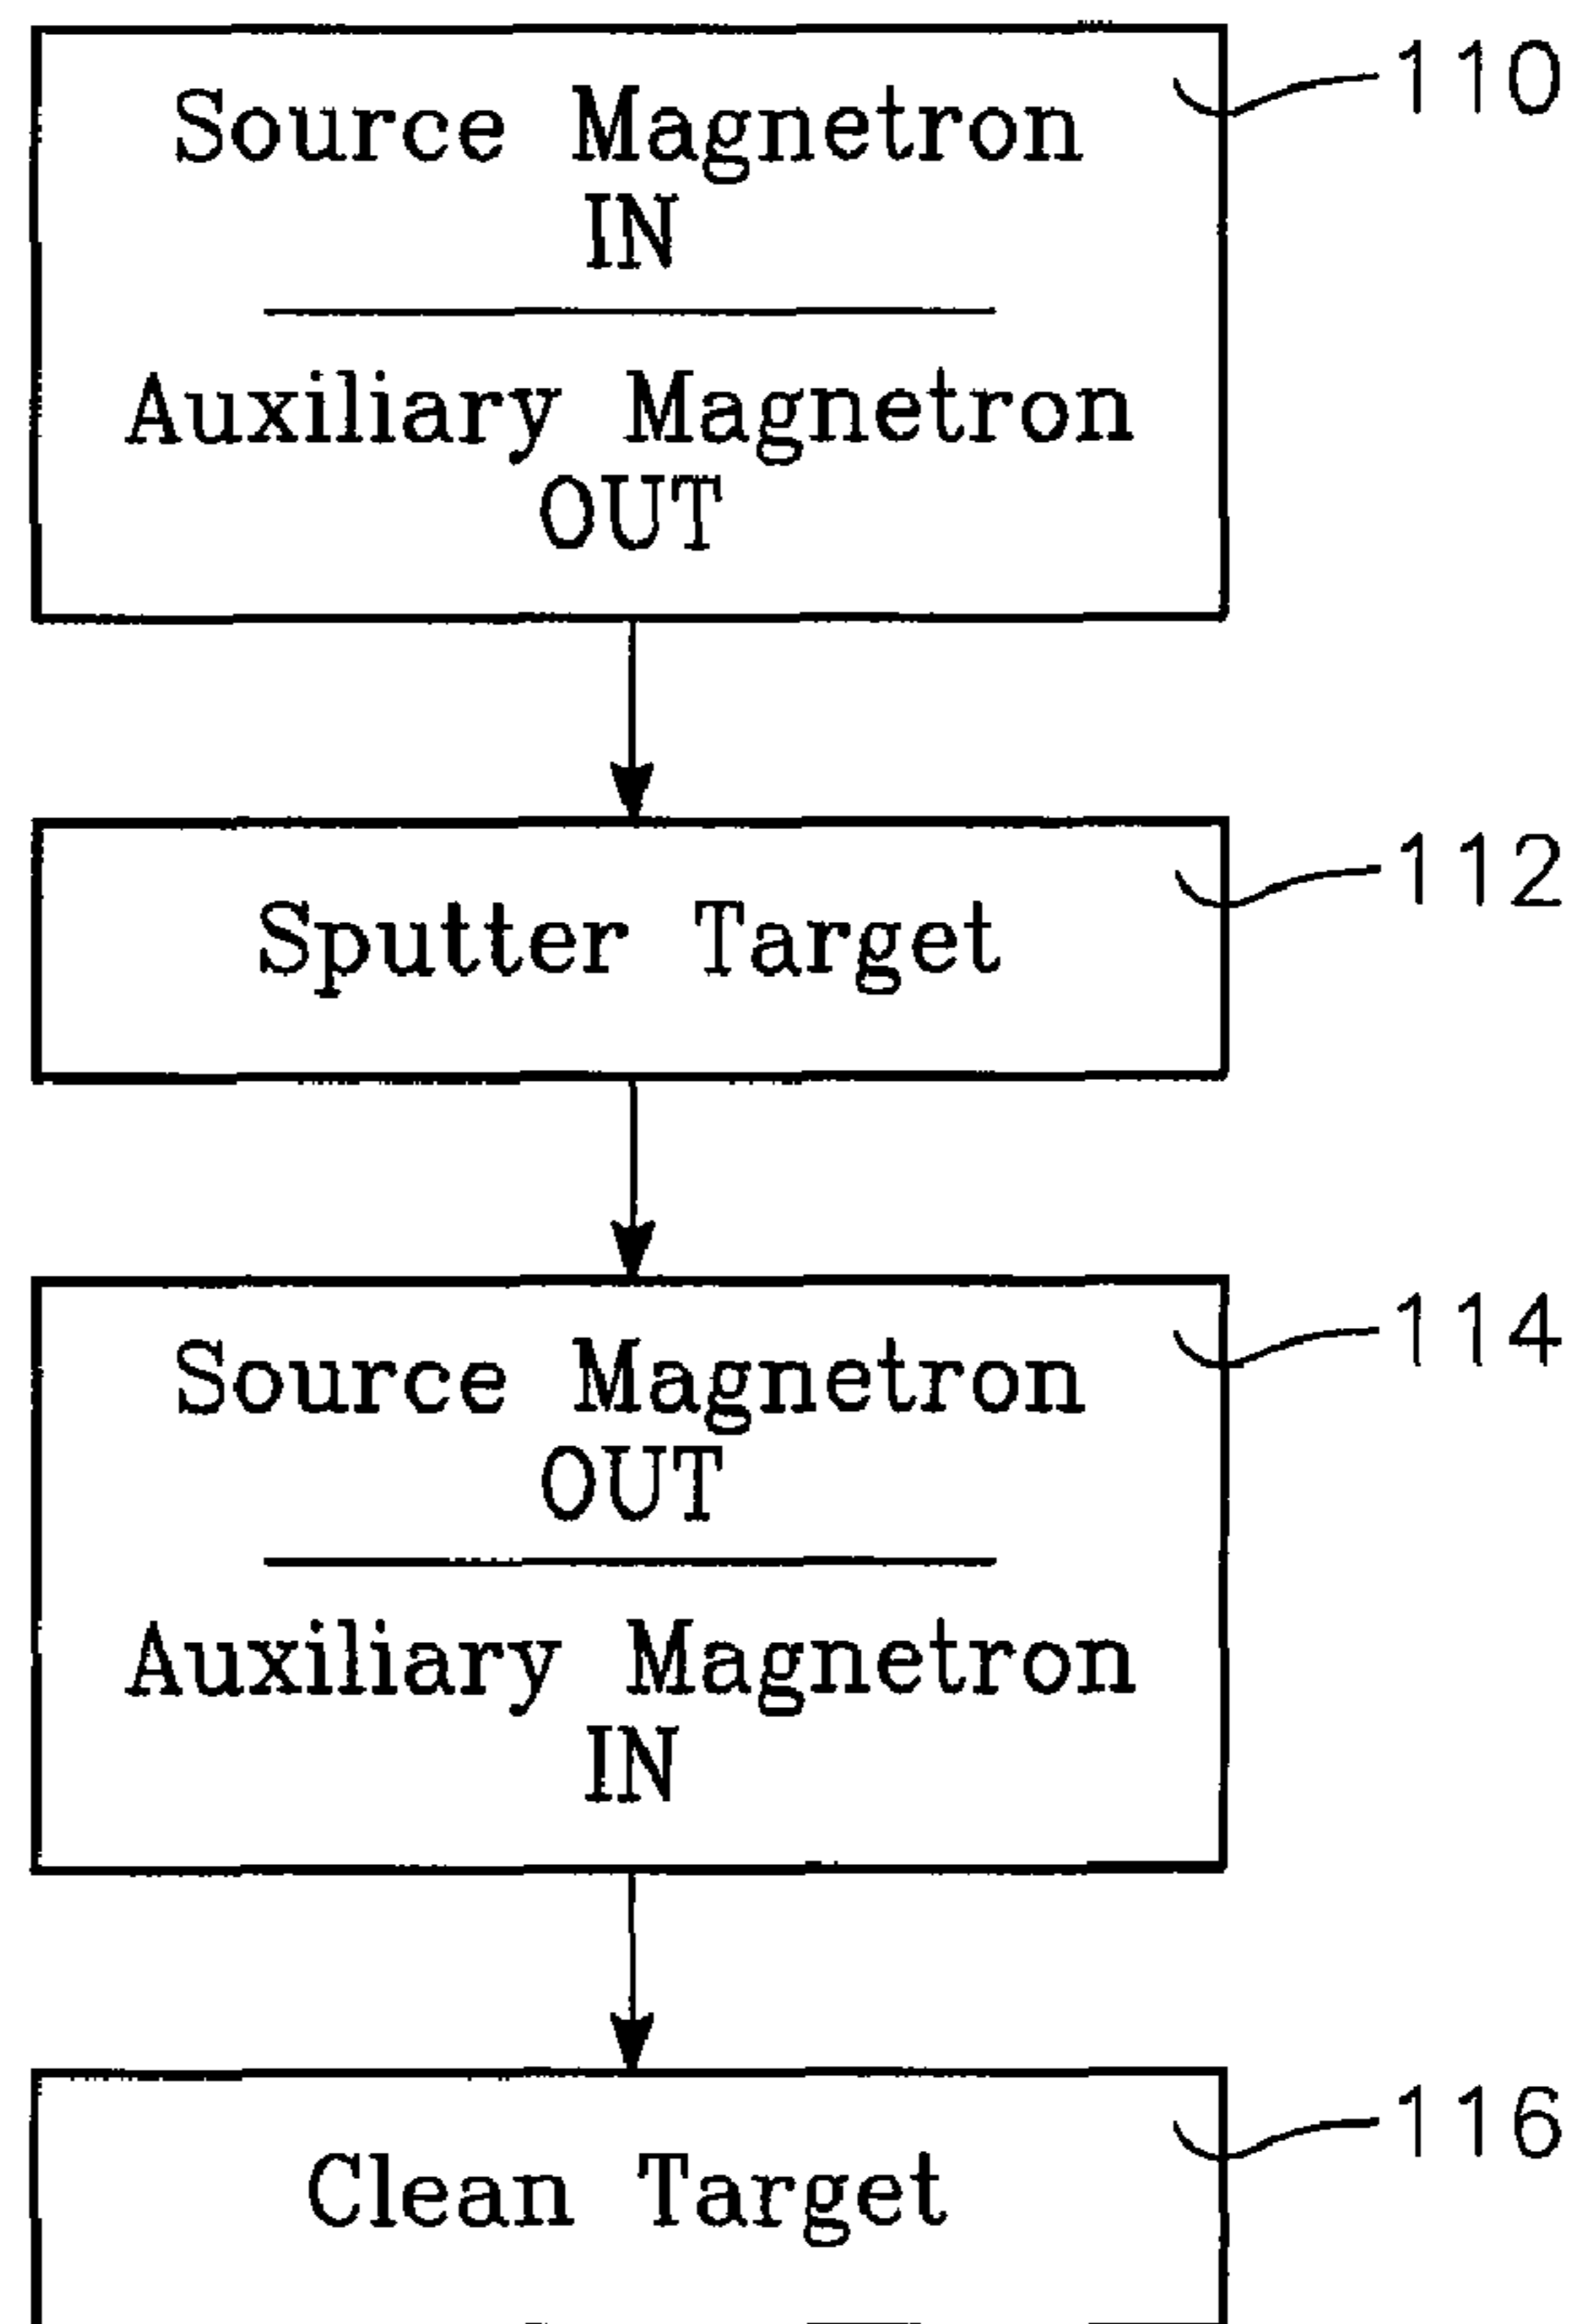 Source Magnetron
IN
110
Auxiliary Magnetron
OUT
Sputter Target
112
Source Magnetron
OUT
114
Auxiliary Magnetron
IN
Clean Target
116